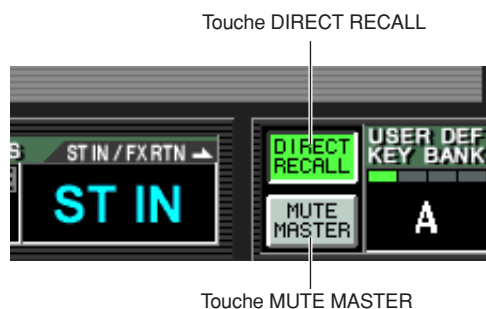 Touche DIRECT RECALL
ST IN / FX RTN
ST IN
DIRECT
RECALL
MUTE
MASTER
USER DEF
KEY BANK
A
Touche MUTE MASTER